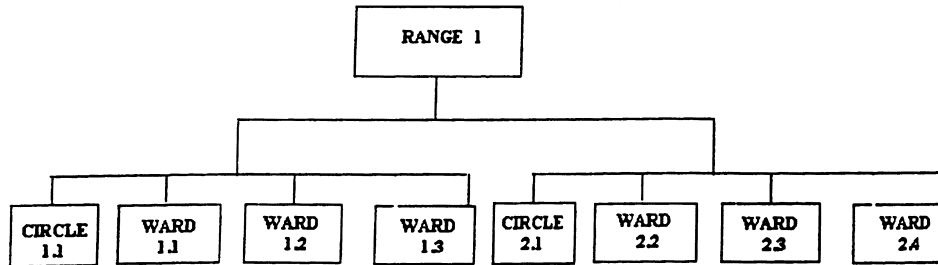 RANGE 1
CIRCLE
1.1
WARD
1.1
WARD
1.2
WARD
1.3
CIRCLE
2.1
WARD
2.2
WARD
2.3
WARD
2.4